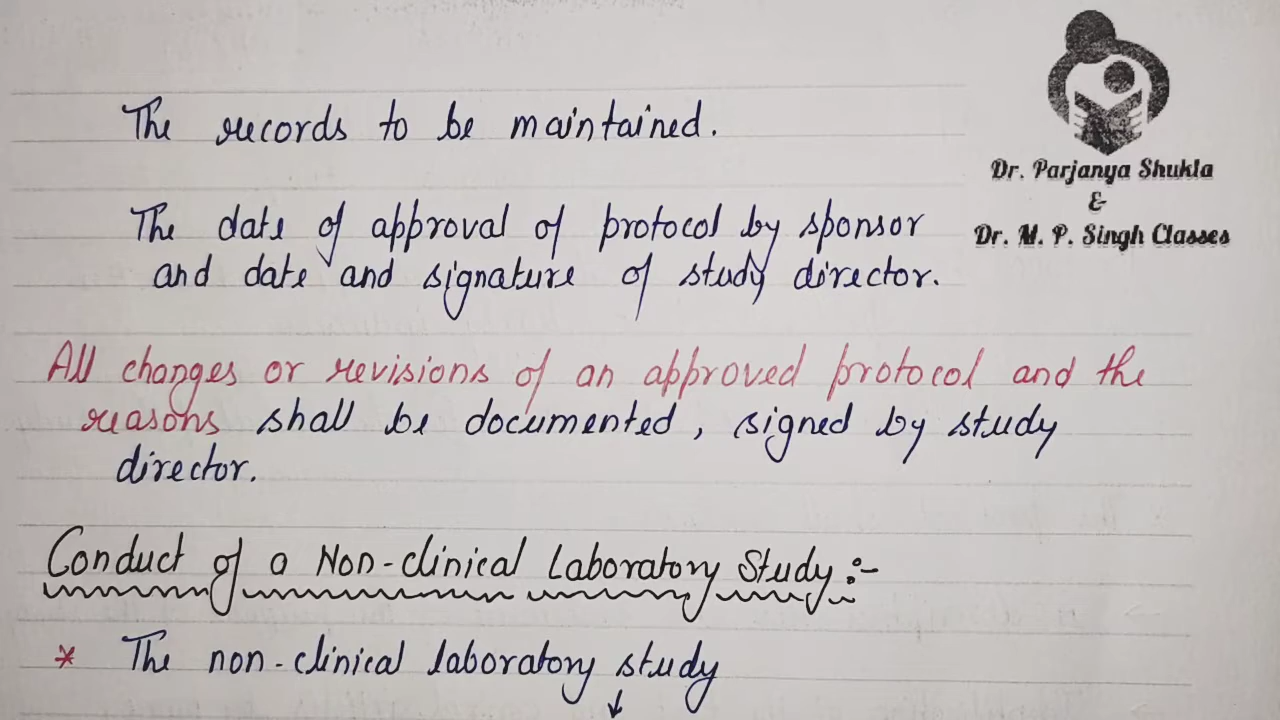 The records to be maintained.
Dr. Parjanya Shukla
&
Dr. M. P. Singh Classes
The date of approval of protocol by sponsor
and date and signature of study director.
All changes or revisions of an approved protocol and the
reasons shall be documented, signed by study
director.
Conduct of a Non-clinical Laboratory Study :-
* The non-clinical laboratory study
↓